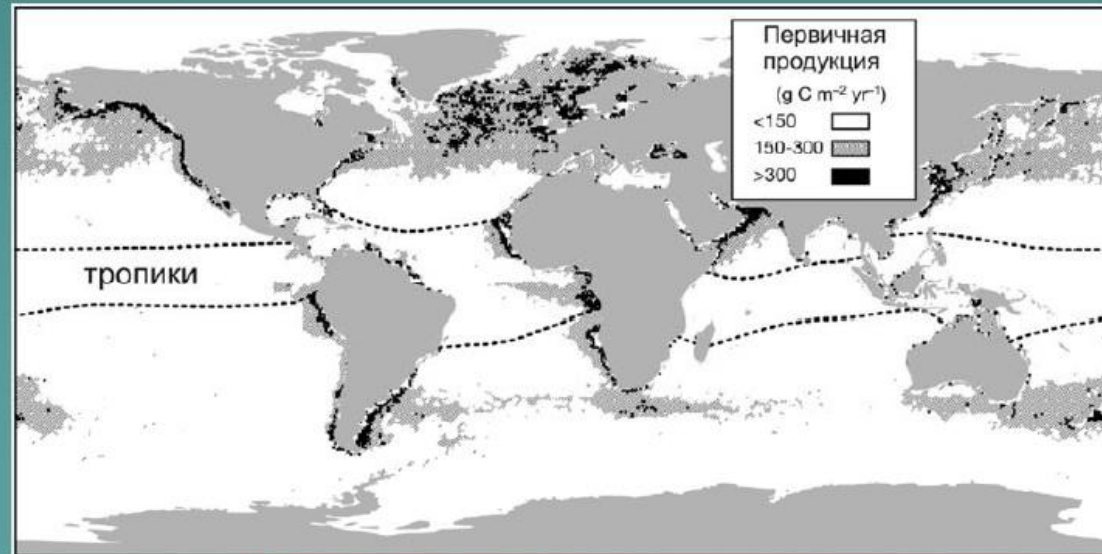 Первичная
продукция
(g C m⁻² yr⁻¹)
<150
150-300
>300
тропики